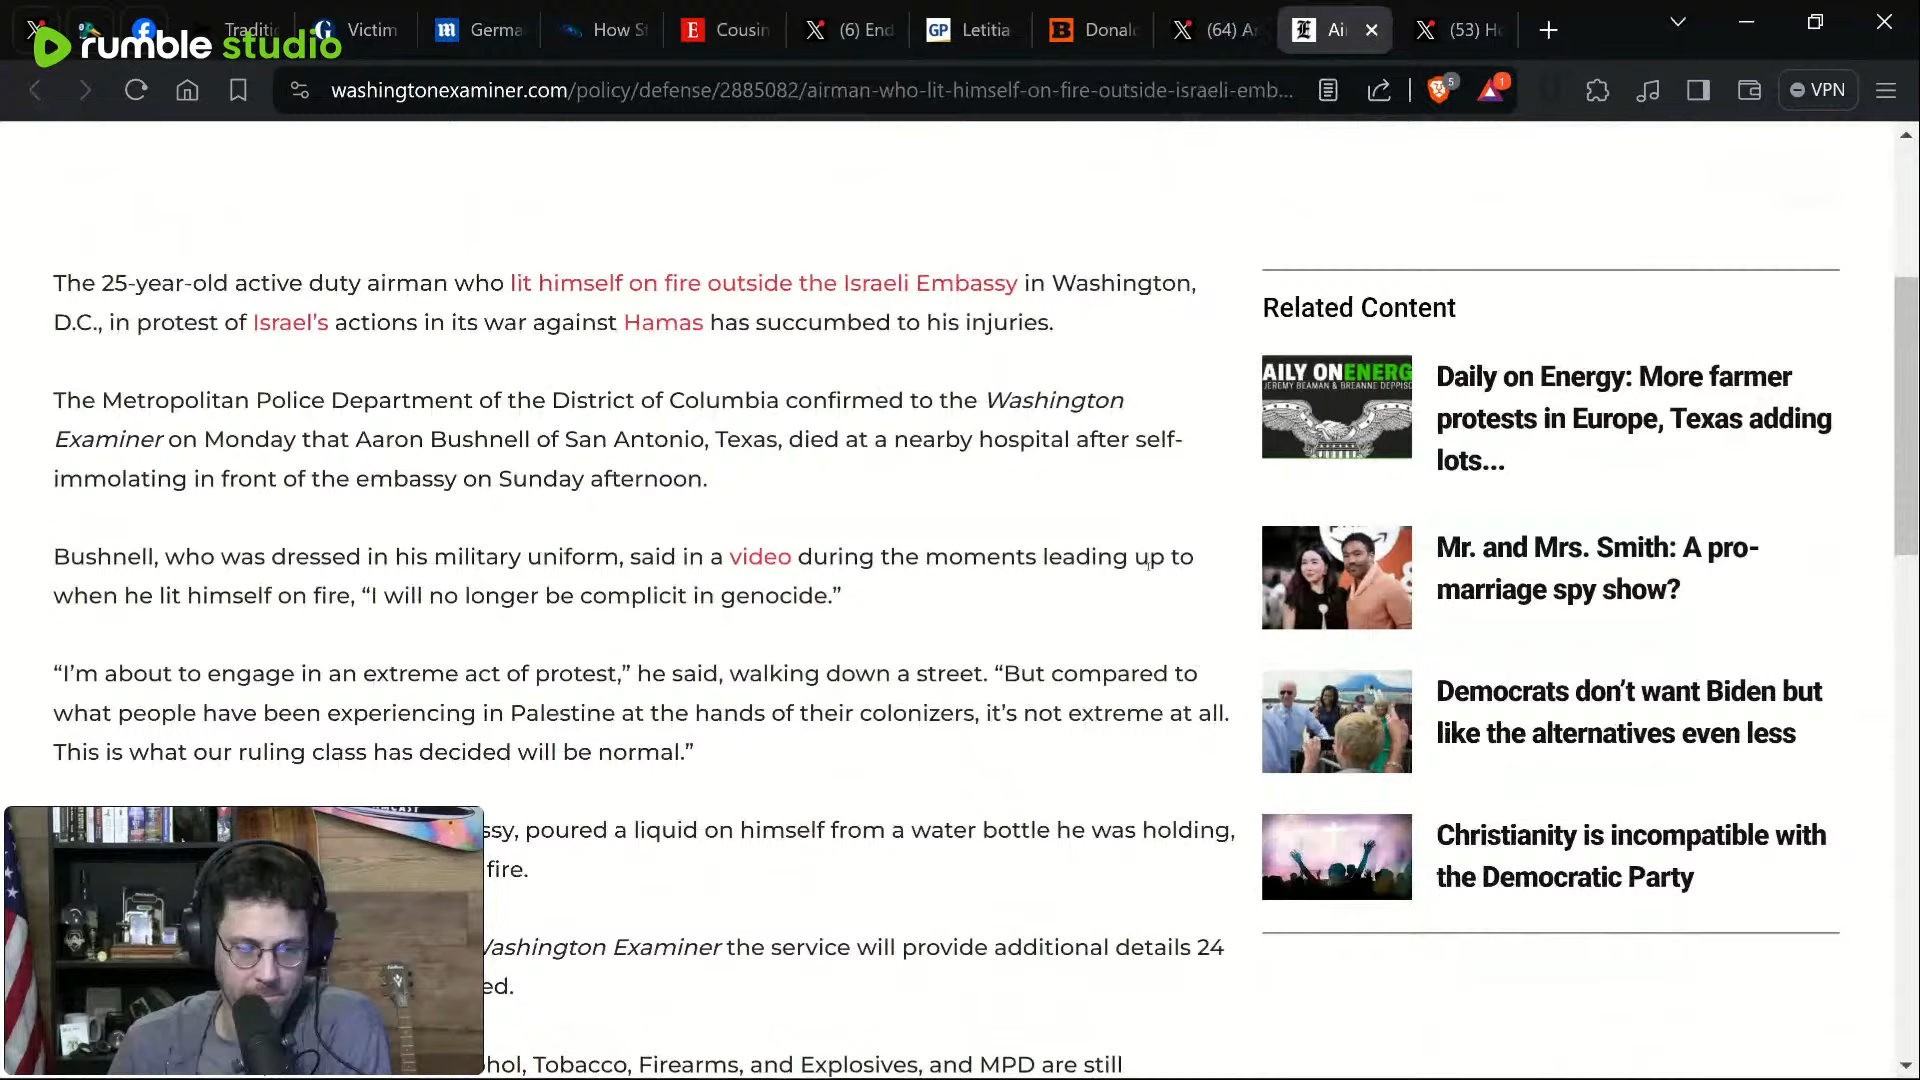 rumble studio
Traditi
Victim
Germa
How S
Cousin
(6) End
GP
Letitia
Donal
(64) A
Ai
(53) H
washingtonexaminer.com/policy/defense/2885082/airman-who-lit-himself-on-fire-outside-israeli-emb...
5
1
VPN
The 25-year-old active duty airman who lit himself on fire outside the Israeli Embassy in Washington,
D.C., in protest of Israel's actions in its war against Hamas has succumbed to his injuries.
The Metropolitan Police Department of the District of Columbia confirmed to the Washington
Examiner on Monday that Aaron Bushnell of San Antonio, Texas, died at a nearby hospital after self-
immolating in front of the embassy on Sunday afternoon.
Bushnell, who was dressed in his military uniform, said in a video during the moments leading up to
when he lit himself on fire, “I will no longer be complicit in genocide.”
“I’m about to engage in an extreme act of protest,” he said, walking down a street. “But compared to
what people have been experiencing in Palestine at the hands of their colonizers, it’s not extreme at all.
This is what our ruling class has decided will be normal.”
ssy, poured a liquid on himself from a water bottle he was holding,
fire.
Washington Examiner the service will provide additional details 24
ed.
hol, Tobacco, Firearms, and Explosives, and MPD are still
Related Content
AILY ONENERG
JEREMY BEAMAN & BREANNE DEPPISC
Daily on Energy: More farmer
protests in Europe, Texas adding
lots...
Mr. and Mrs. Smith: A pro-
marriage spy show?
Democrats don’t want Biden but
like the alternatives even less
Christianity is incompatible with
the Democratic Party